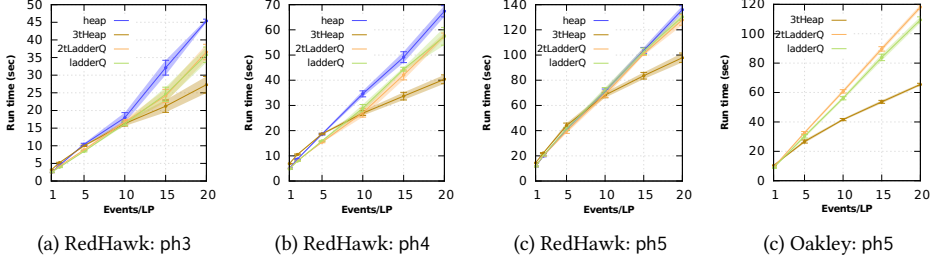 Run time (sec)
50
45
40
35
30
25
20
15
10
5
0
heap
3tHeap
2tLadderQ
ladderQ
1 5 10 15 20
Events/LP
(a) RedHawk: ph3
Run time (sec)
70
60
50
40
30
20
10
0
heap
3tHeap
2tLadderQ
ladderQ
1 5 10 15 20
Events/LP
(b) RedHawk: ph4
Run time (sec)
140
120
100
80
60
40
20
0
heap
3tHeap
2tLadderQ
ladderQ
1 5 10 15 20
Events/LP
(c) RedHawk: ph5
Run time (sec)
120
100
80
60
40
20
0
3tHeap
2tLadderQ
ladderQ
1 5 10 15 20
Events/LP
(c) Oakley: ph5